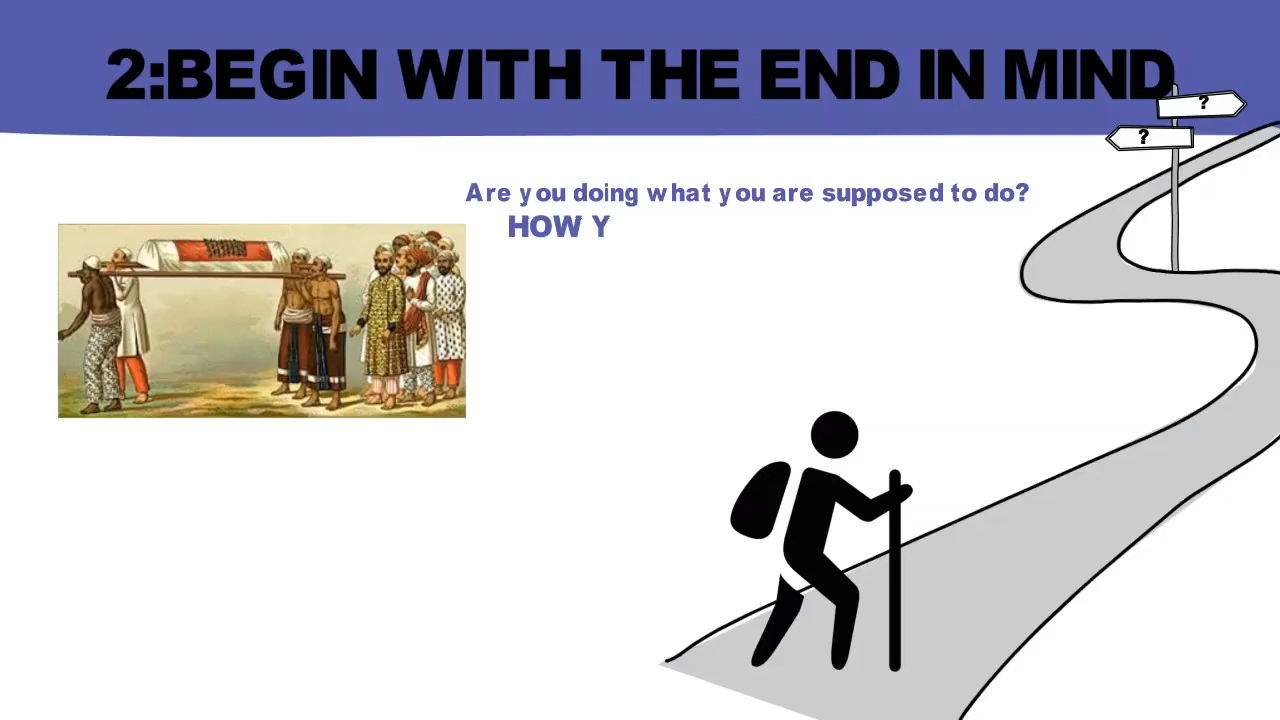 2:BEGIN WITH THE END IN MIND
?
?
Are you doing what you are supposed to do?
HOW Y